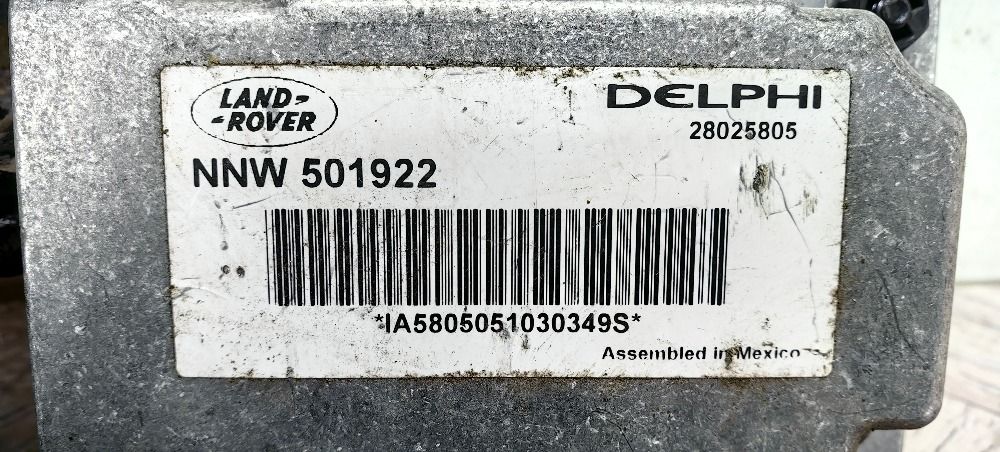 LAND-
-ROVER
DELPHI
28025805
NNW 501922
*IA5805051030349S*
Assembled in Mexico